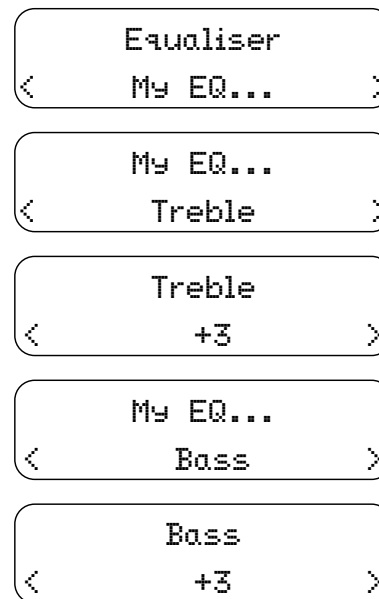 Equaliser
< My EQ... >
My EQ...
< Treble >
Treble
< +3 >
My EQ...
< Bass >
Bass
< +3 >